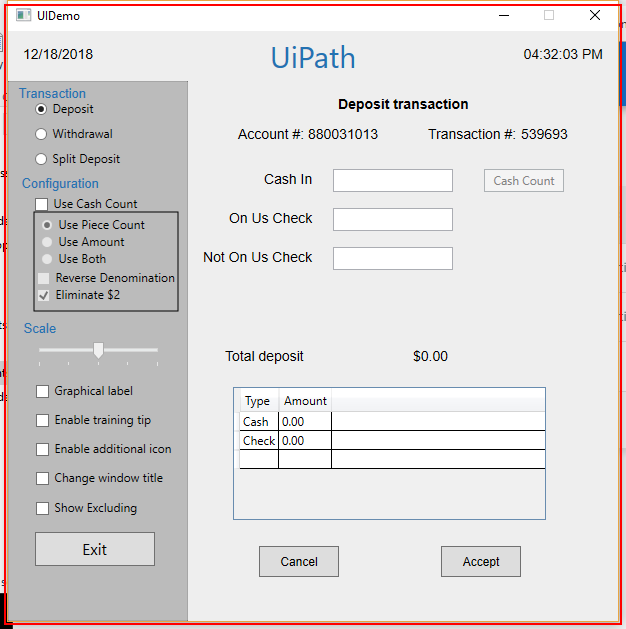 UIDemo
12/18/2018
UiPath
04:32:03 PM
Transaction
Deposit
Withdrawal
Split Deposit
Configuration
Use Cash Count
Use Piece Count
Use Amount
Use Both
Reverse Denomination
Eliminate $2
Scale
Graphical label
Enable training tip
Enable additional icon
Change window title
Show Excluding
Exit
Deposit transaction
Account #: 880031013 Transaction #: 539693
Cash In Cash Count
On Us Check
Not On Us Check
Total deposit $0.00
Type Amount
Cash 0.00
Check 0.00
Cancel Accept